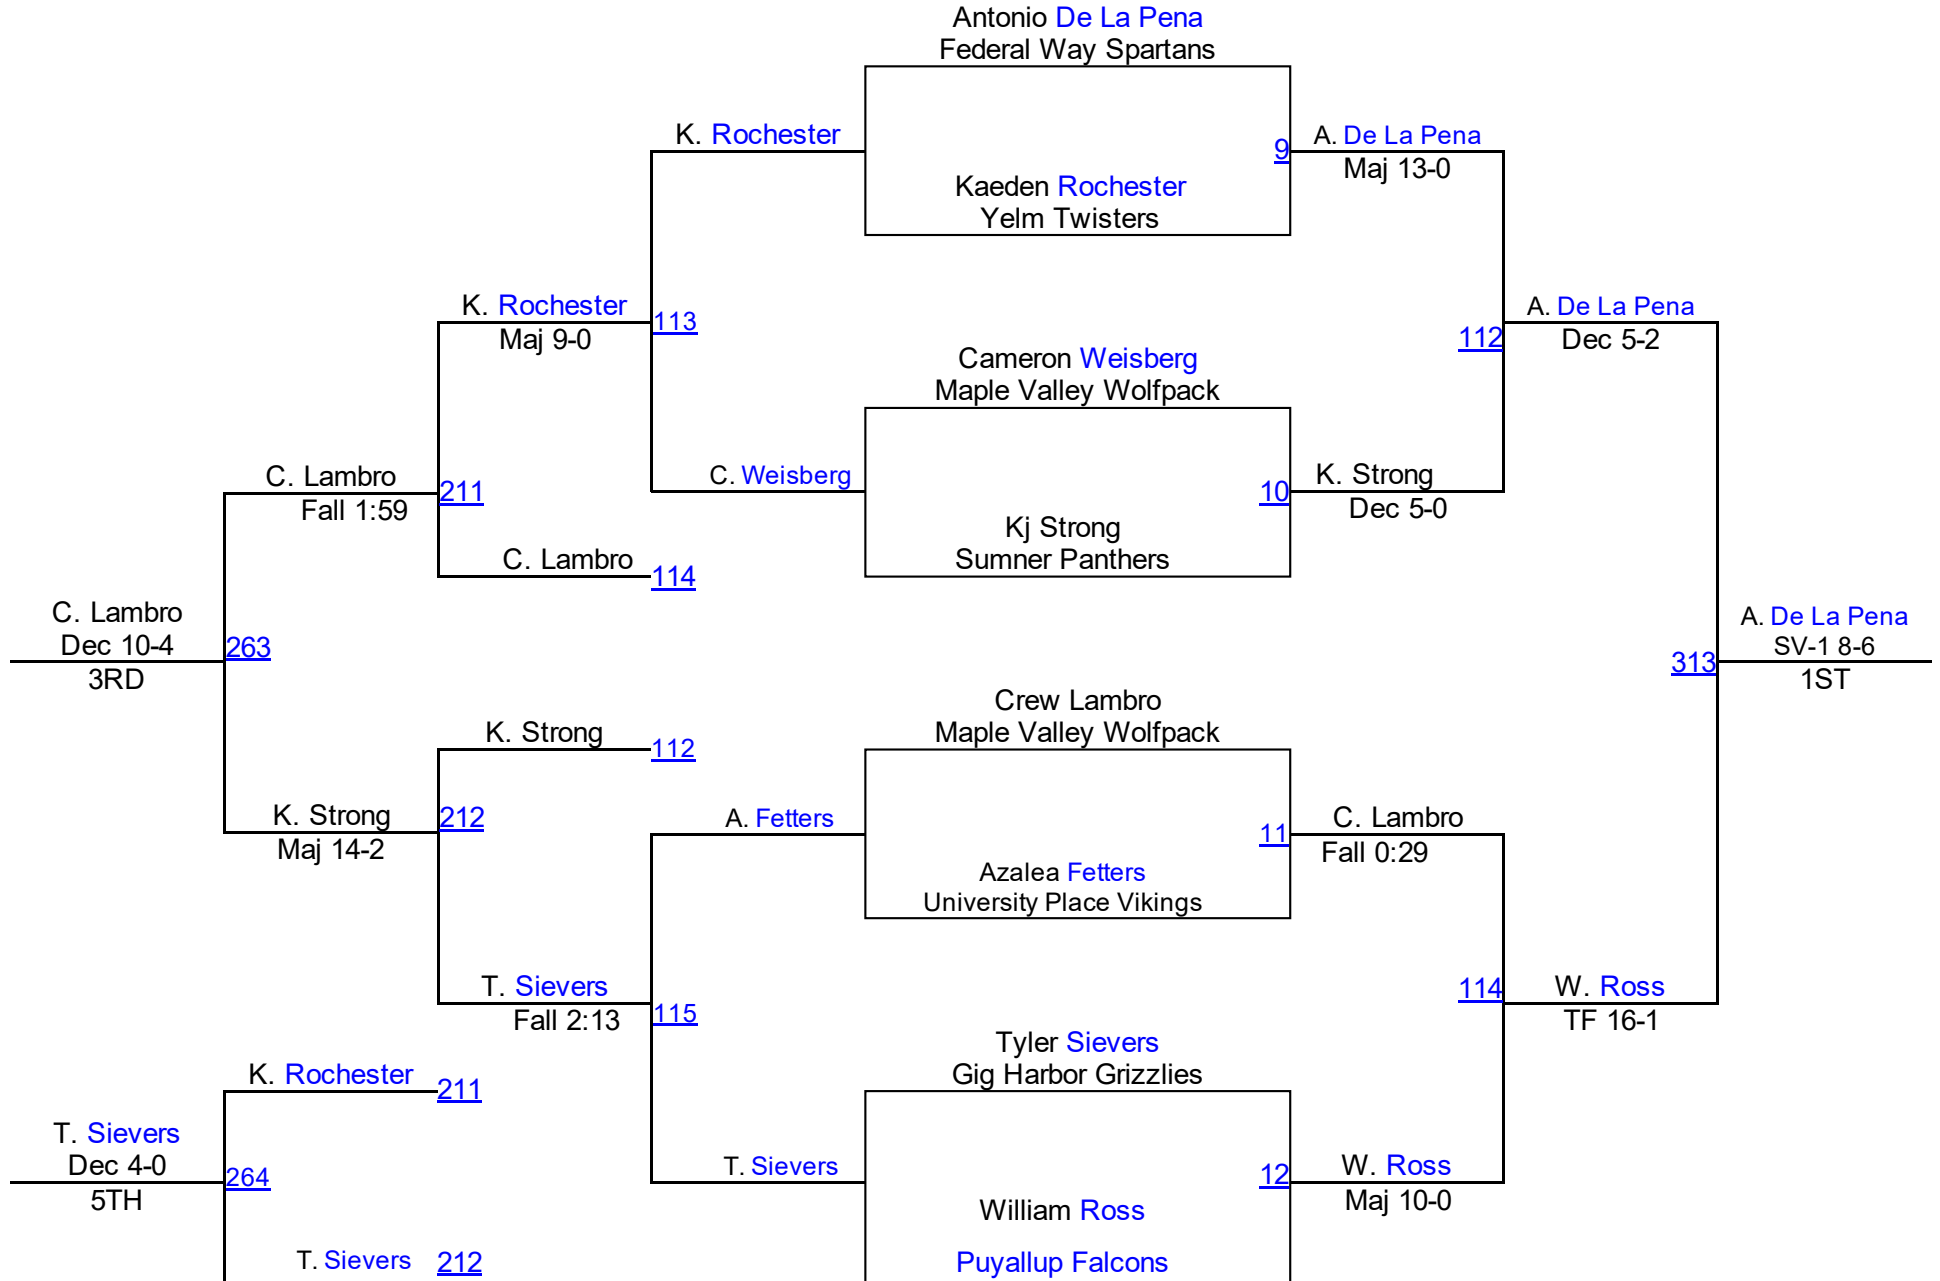 Antonio De La Pena
Federal Way Spartans
K. Rochester
9
A. De La Pena
Maj 13-0
Kaeden Rochester
Yelm Twisters
K. Rochester
Maj 9-0
113
112
A. De La Pena
Dec 5-2
Cameron Weisberg
Maple Valley Wolfpack
C. Lambro
Fall 1:59
211
C. Weisberg
10
K. Strong
Dec 5-0
Kj Strong
Sumner Panthers
C. Lambro
114
C. Lambro
Dec 10-4
3RD
263
313
A. De La Pena
SV-1 8-6
1ST
Crew Lambro
Maple Valley Wolfpack
K. Strong
112
K. Strong
Maj 14-2
212
A. Fetters
11
C. Lambro
Fall 0:29
Azalea Fetters
University Place Vikings
T. Sievers
Fall 2:13
115
114
W. Ross
TF 16-1
Tyler Sievers
Gig Harbor Grizzlies
K. Rochester
211
T. Sievers
Dec 4-0
5TH
264
T. Sievers
12
W. Ross
Maj 10-0
William Ross
Puyallup Falcons
T. Sievers
212